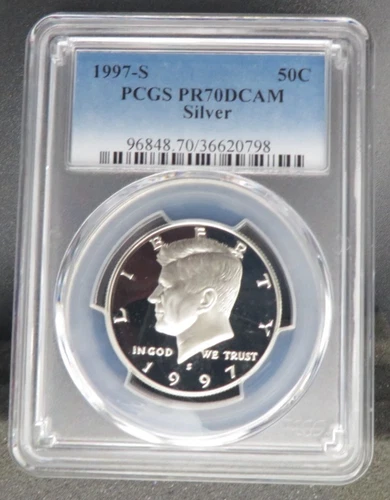 1997-S 50C
PCGS PR70DCAM
Silver
96848.70/36620798
LIBERTY
IN GOD WE TRUST
S
1997